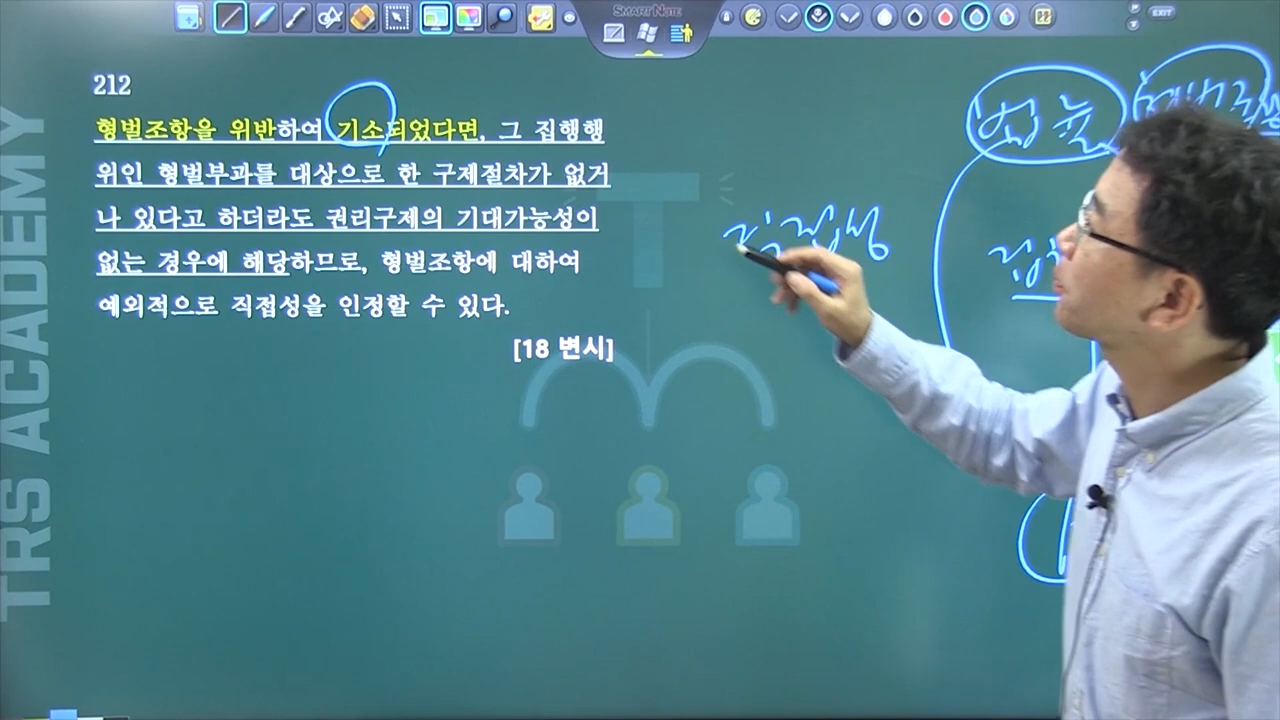 SMART NOTE
EXIT
212
형벌조항을 위반하여 기소되었다면, 그 집행행
위인 형벌부과를 대상으로 한 구제절차가 없거
나 있다고 하더라도 권리구제의 기대가능성이
없는 경우에 해당하므로, 형벌조항에 대하여
예외적으로 직접성을 인정할 수 있다.
[18 변시]
법률
직접성
TRS ACADEMY